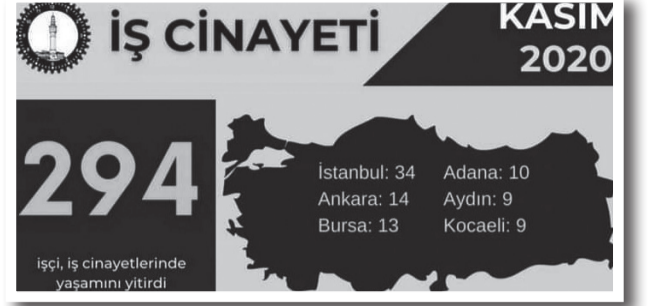 İŞ CİNAYETİ
KASIM
2020
294
işçi, iş cinayetlerinde
yaşamını yitirdi
İstanbul: 34
Ankara: 14
Bursa: 13
Adana: 10
Aydın: 9
Kocaeli: 9